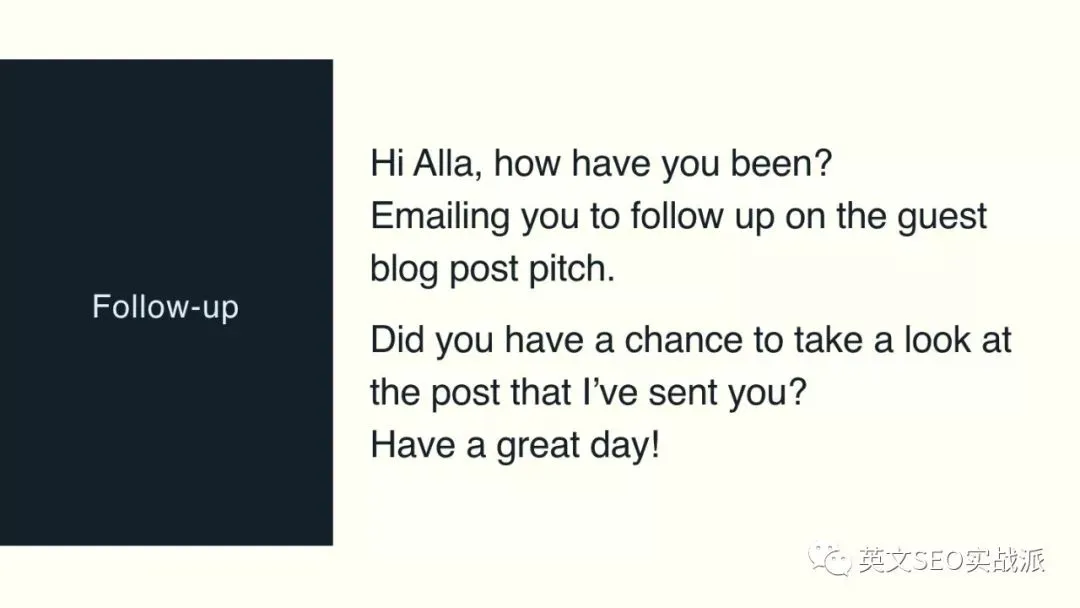 Follow-up
Hi Alla, how have you been?
Emailing you to follow up on the guest
blog post pitch.
Did you have a chance to take a look at
the post that I’ve sent you?
Have a great day!
英文SEO实战派